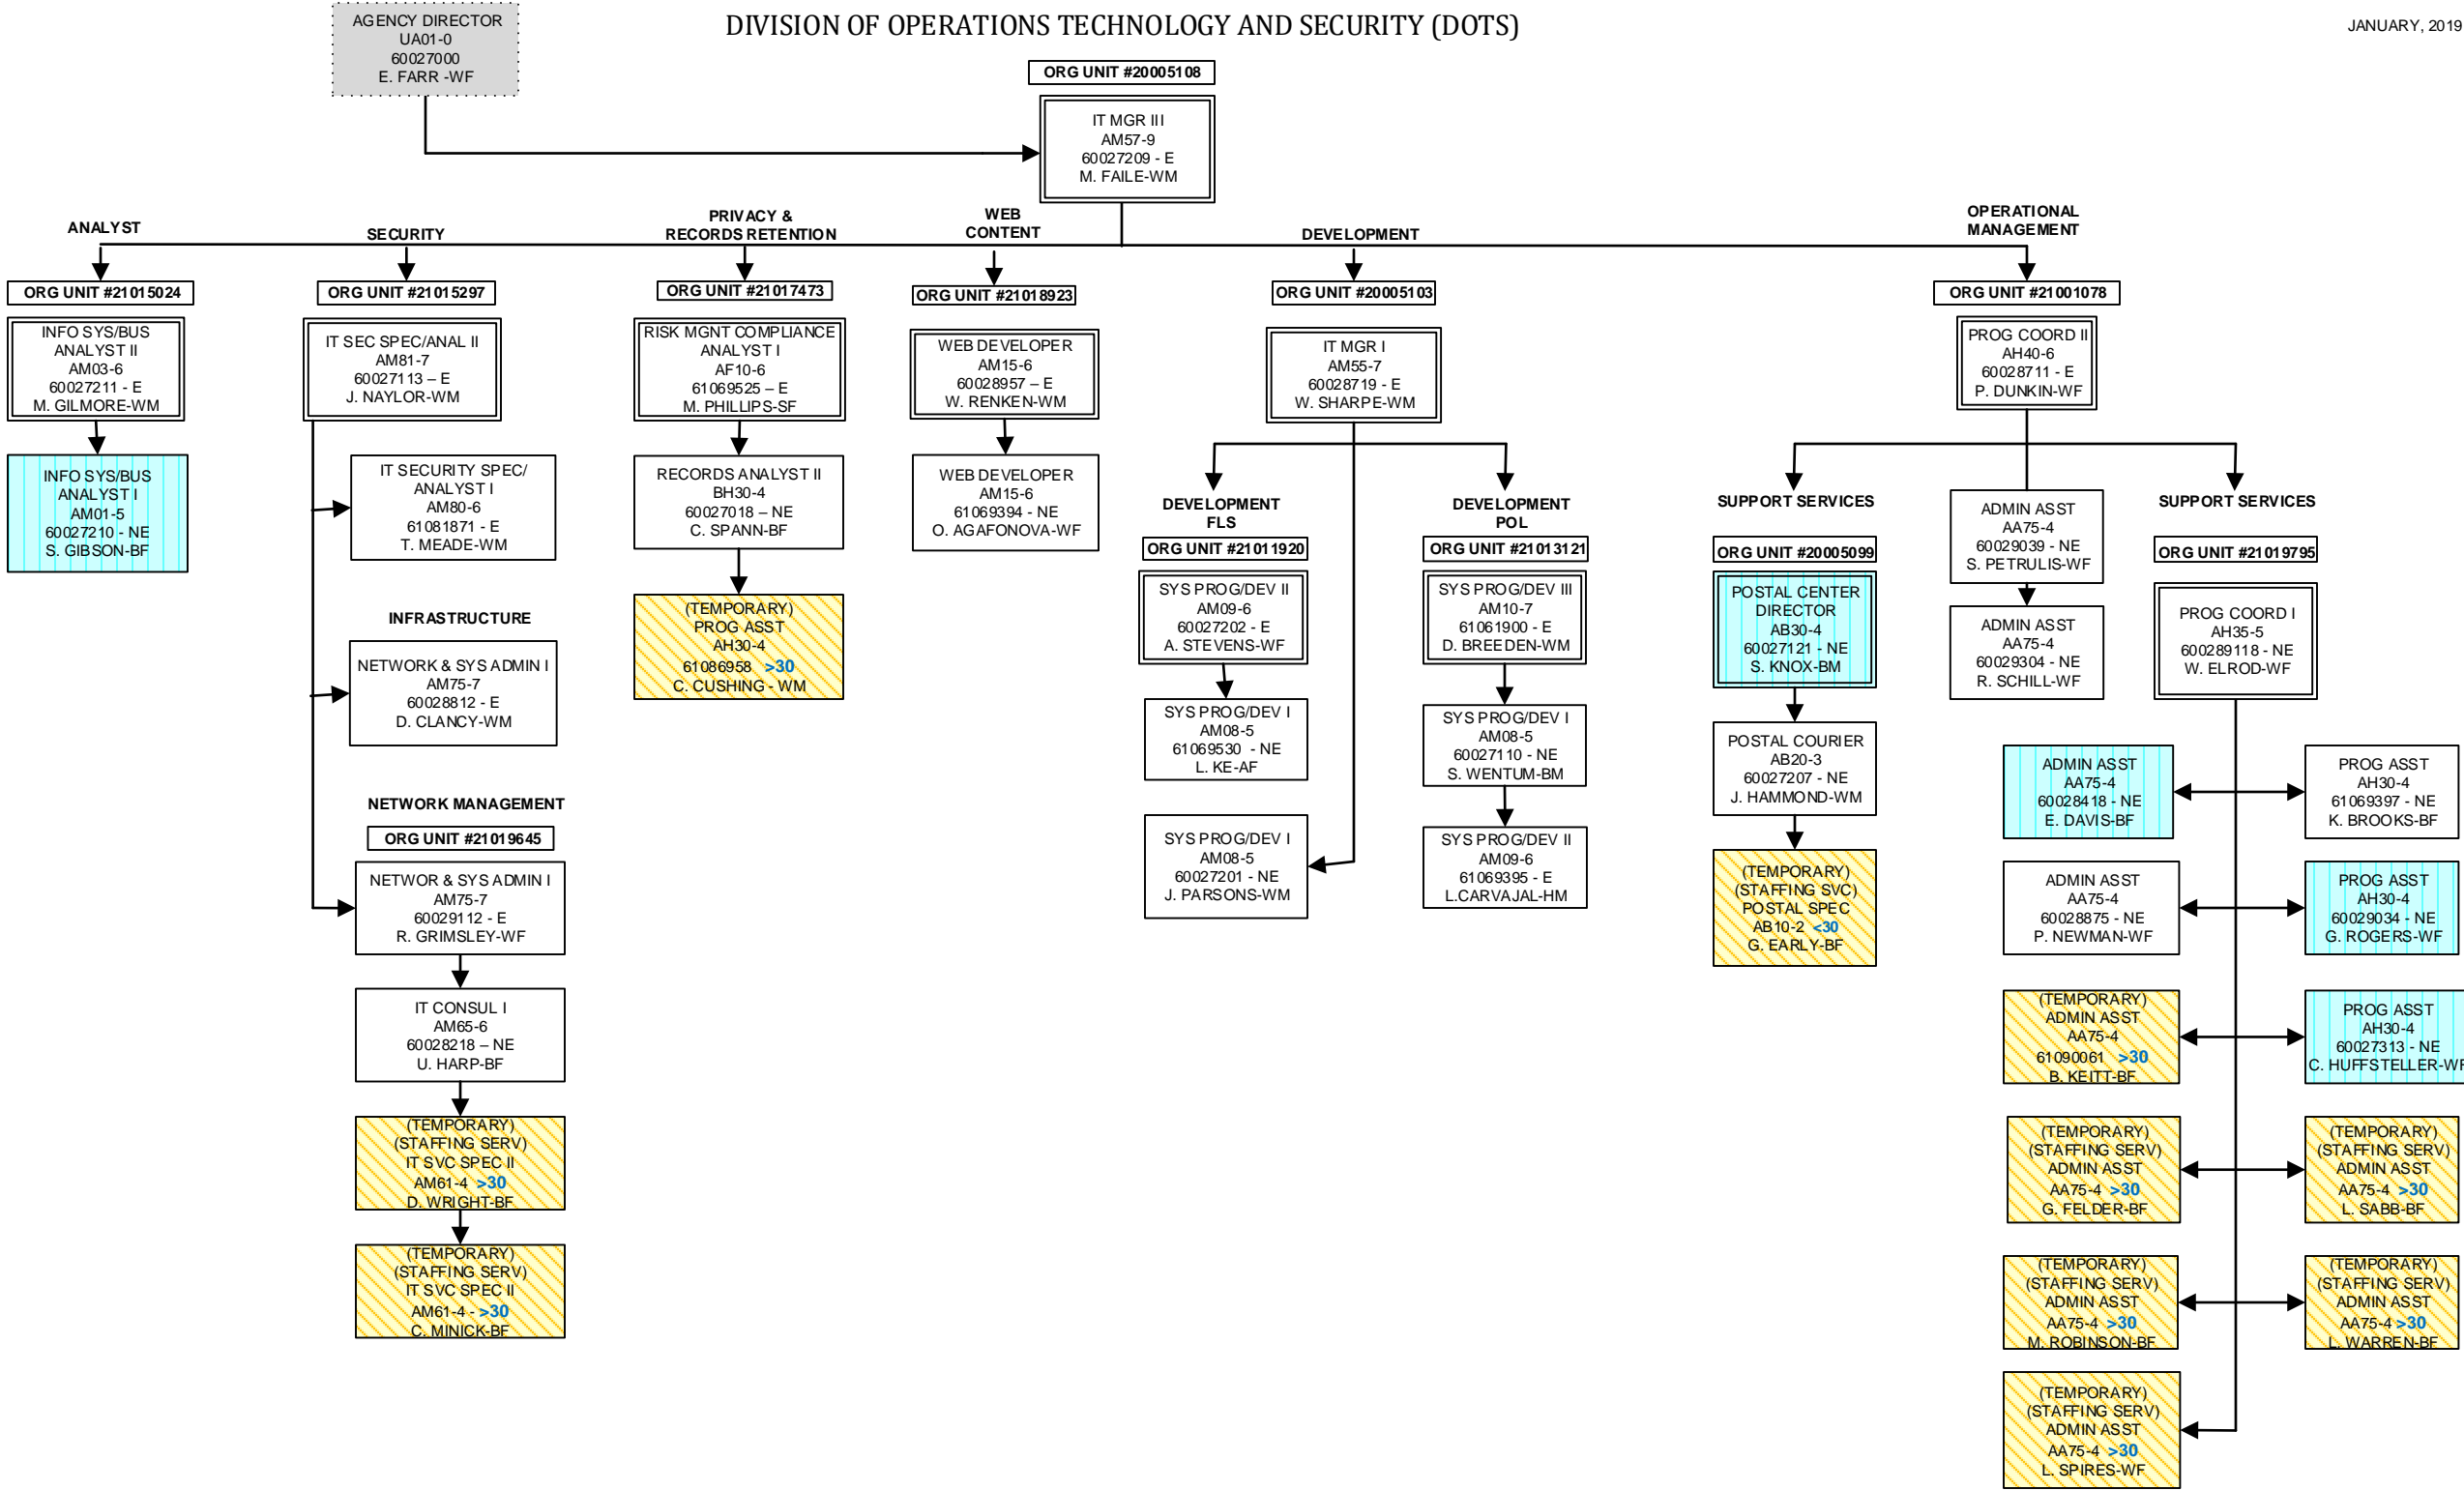 AGENCY DIRECTOR
UA01-0
60027000
E. FARR -WF
DIVISION OF OPERATIONS TECHNOLOGY AND SECURITY (DOTS)
JANUARY, 2019
ORG UNIT #20005108
IT MGR III
AM57-9
60027209 - E
M. FAILE-WM
ANALYST
ORG UNIT #21015024
INFO SYS/BUS
ANALYST II
AM03-6
60027211 - E
M. GILMORE-WM
INFO SYS/BUS
ANALYST I
AM01-5
60027210 - NE
S. GIBSON-BF
SECURITY
ORG UNIT #21015297
IT SEC SPEC/ANAL II
AM81-7
60027113 – E
J. NAYLOR-WM
IT SECURITY SPEC/
ANALYST I
AM80-6
61081871 - E
T. MEADE-WM
INFRASTRUCTURE
NETWORK & SYS ADMIN I
AM75-7
60028812 - E
D. CLANCY-WM
NETWORK MANAGEMENT
ORG UNIT #21019645
NETWOR & SYS ADMIN I
AM75-7
60029112 - E
R. GRIMSLEY-WF
IT CONSUL I
AM65-6
60028218 – NE
U. HARP-BF
(TEMPORARY)
(STAFFING SERV)
IT SVC SPEC II
AM61-4 >30
D. WRIGHT-BF
(TEMPORARY)
(STAFFING SERV)
IT SVC SPEC II
AM61-4 - >30
C. MINICK-BF
PRIVACY &
RECORDS RETENTION
ORG UNIT #21017473
RISK MGNT COMPLIANCE
ANALYST I
AF10-6
61069525 – E
M. PHILLIPS-SF
RECORDS ANALYST II
BH30-4
60027018 – NE
C. SPANN-BF
(TEMPORARY)
PROG ASST
AH30-4
61086958 >30
C. CUSHING - WM
WEB
CONTENT
ORG UNIT #21018923
WEB DEVELOPER
AM15-6
60028957 – E
W. RENKEN-WM
WEB DEVELOPER
AM15-6
61069394 - NE
O. AGAFONOVA-WF
DEVELOPMENT
ORG UNIT #20005103
IT MGR I
AM55-7
60028719 - E
W. SHARPE-WM
DEVELOPMENT
FLS
ORG UNIT #21011920
SYS PROG/DEV II
AM09-6
60027202 - E
A. STEVENS-WF
SYS PROG/DEV I
AM08-5
61069530 - NE
L. KE-AF
SYS PROG/DEV I
AM08-5
60027201 - NE
J. PARSONS-WM
DEVELOPMENT
POL
ORG UNIT #21013121
SYS PROG/DEV III
AM10-7
61061900 - E
D. BREEDEN-WM
SYS PROG/DEV I
AM08-5
60027110 - NE
S. WENTUM-BM
SYS PROG/DEV II
AM09-6
61069395 - E
L.CARVAJAL-HM
OPERATIONAL
MANAGEMENT
ORG UNIT #21001078
PROG COORD II
AH40-6
60028711 - E
P. DUNKIN-WF
SUPPORT SERVICES
ORG UNIT #20005099
POSTAL CENTER
DIRECTOR
AB30-4
60027121 - NE
S. KNOX-BM
POSTAL COURIER
AB20-3
60027207 - NE
J. HAMMOND-WM
(TEMPORARY)
(STAFFING SVC)
POSTAL SPEC
AB10-2 <30
G. EARLY-BF
ADMIN ASST
AA75-4
60029039 - NE
S. PETRULIS-WF
ADMIN ASST
AA75-4
60029304 - NE
R. SCHILL-WF
SUPPORT SERVICES
ORG UNIT #21019795
PROG COORD I
AH35-5
600289118 - NE
W. ELROD-WF
ADMIN ASST
AA75-4
60028418 - NE
E. DAVIS-BF
PROG ASST
AH30-4
61069397 - NE
K. BROOKS-BF
ADMIN ASST
AA75-4
60028875 - NE
P. NEWMAN-WF
PROG ASST
AH30-4
60029034 - NE
G. ROGERS-WF
(TEMPORARY)
ADMIN ASST
AA75-4
61090061 >30
B. KEITT-BF
PROG ASST
AH30-4
60027313 - NE
C. HUFFSTELLER-WF
(TEMPORARY)
(STAFFING SERV)
ADMIN ASST
AA75-4 >30
G. FELDER-BF
(TEMPORARY)
(STAFFING SERV)
ADMIN ASST
AA75-4 >30
L. SABB-BF
(TEMPORARY)
(STAFFING SERV)
ADMIN ASST
AA75-4 >30
M. ROBINSON-BF
(TEMPORARY)
(STAFFING SERV)
ADMIN ASST
AA75-4 >30
L. WARREN-BF
(TEMPORARY)
(STAFFING SERV)
ADMIN ASST
AA75-4 >30
L. SPIRES-WF